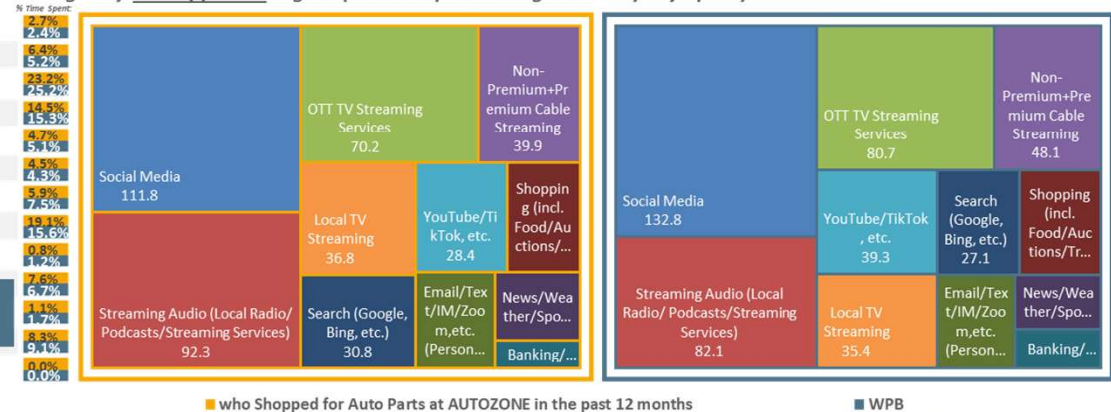 % Time Spent:
2.7%
2.4%
6.4%
5.2%
23.2%
25.2%
14.5%
15.3%
4.7%
5.1%
4.5%
4.3%
5.9%
7.5%
19.1%
15.6%
0.8%
1.2%
7.6%
6.7%
1.1%
1.7%
8.3%
9.1%
0.0%
0.0%
Social Media
111.8
OTT TV Streaming
Services
70.2
Non-
Premium+Pr
emium Cable
Streaming
39.9
Local TV
Streaming
36.8
YouTube/Ti
kTok, etc.
28.4
Shoppin
g (incl.
Food/Au
ctions/...
Streaming Audio (Local Radio/
Podcasts/Streaming Services)
92.3
Search (Google,
Bing, etc.)
30.8
Email/Tex
t/IM/Zoo
m,etc.
(Person...
News/Wea
ther/Spo...
Banking/...
Social Media
132.8
OTT TV Streaming
Services
80.7
Non-
Premium+Pre
mium Cable
Streaming
48.1
YouTube/TikTok
, etc.
39.3
Search
(Google,
Bing, etc.)
27.1
Shopping
(incl.
Food/Auc
tions/Tr...
Streaming Audio (Local
Radio/ Podcasts/Streaming
Services)
82.1
Local TV
Streaming
35.4
Email/Tex
t/IM/Zoo
m,etc.
(Person...
News/Wea
ther/Spo...
Banking/...
who Shopped for Auto Parts at AUTOZONE in the past 12 months
WPB